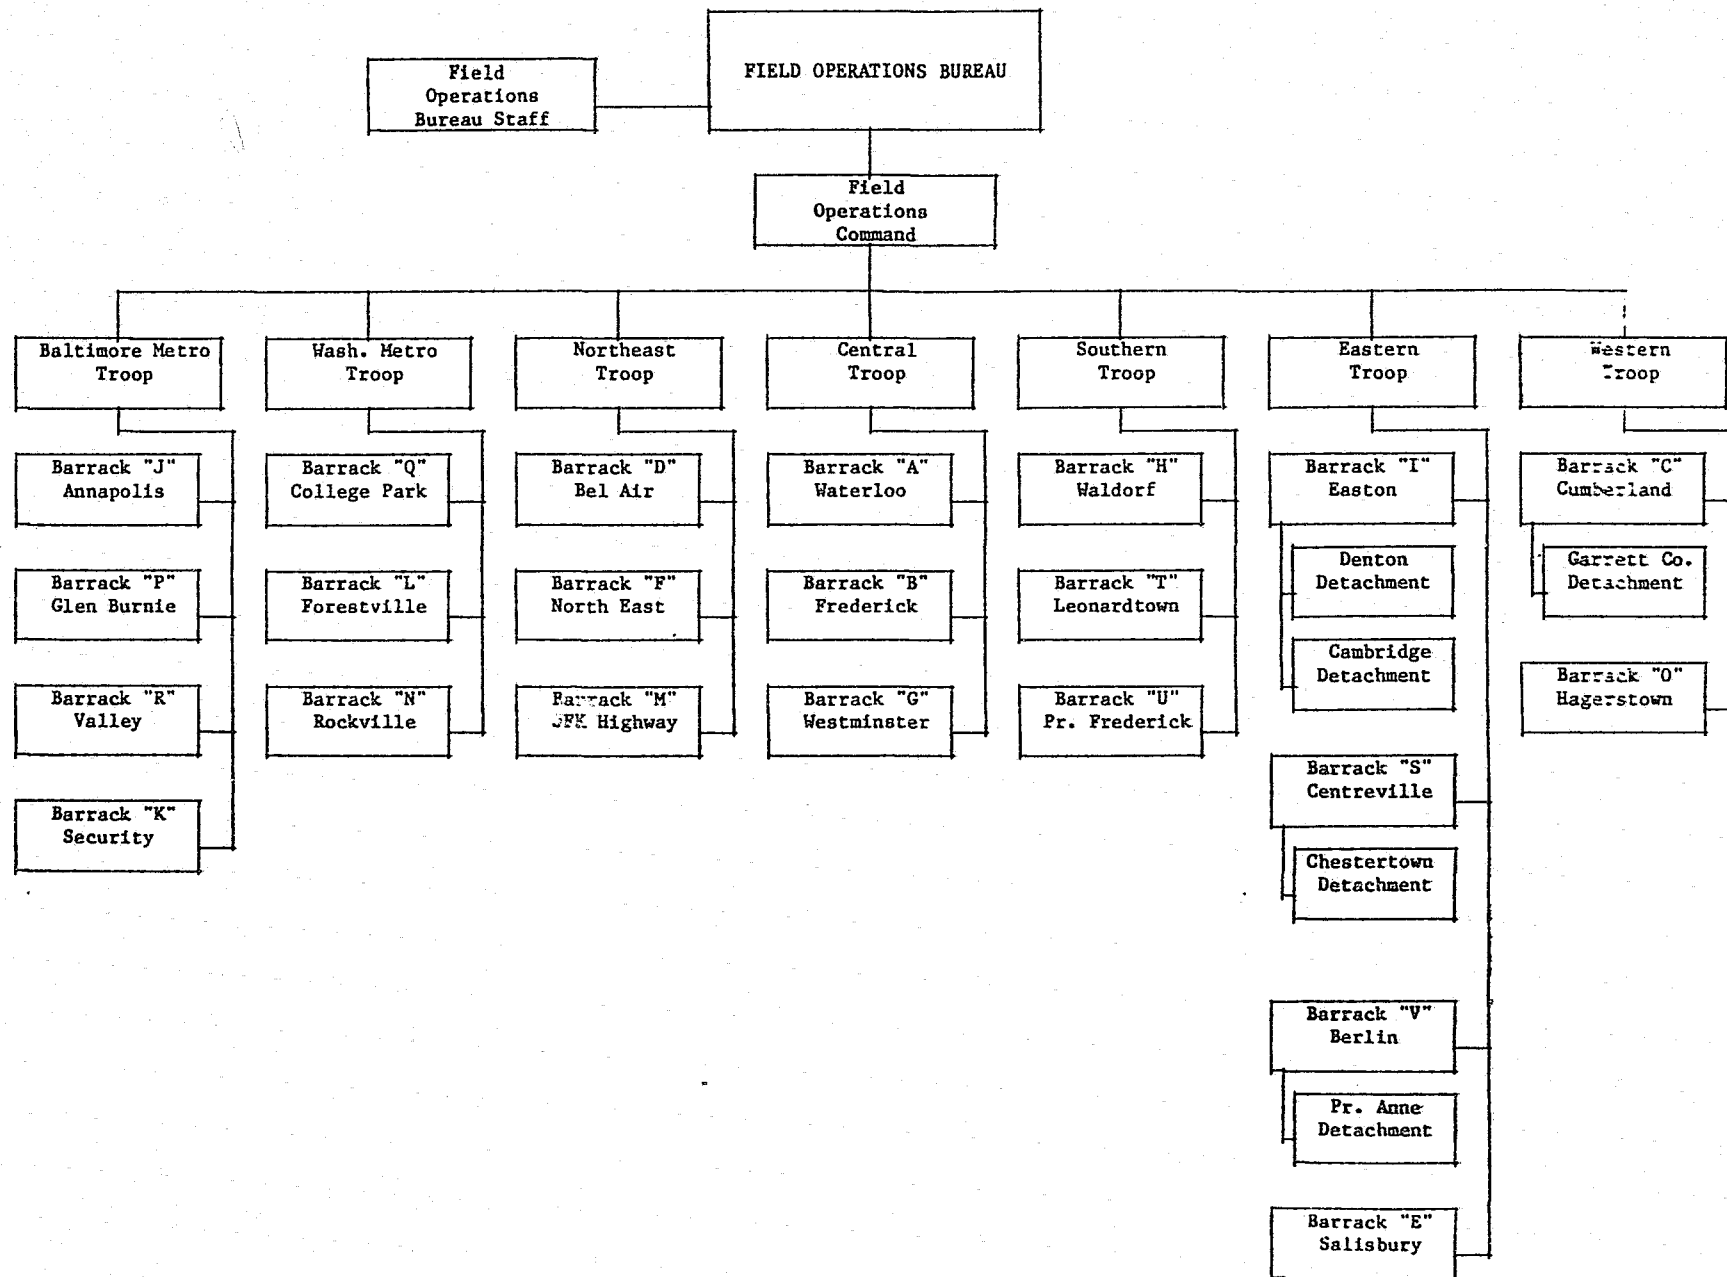 Field
Operations
Bureau Staff
FIELD OPERATIONS BUREAU
Field
Operations
Command
Baltimore Metro
Troop
Barrack "J"
Annapolis
Barrack "P"
Glen Burnie
Barrack "R"
Valley
Barrack "K"
Security
Wash. Metro
Troop
Barrack "Q"
College Park
Barrack "L"
Forestville
Barrack "N"
Rockville
Northeast
Troop
Barrack "D"
Bel Air
Barrack "F"
North East
Barrack "M"
JFK Highway
Central
Troop
Barrack "A"
Waterloo
Barrack "B"
Frederick
Barrack "G"
Westminster
Southern
Troop
Barrack "H"
Waldorf
Barrack "T"
Leonardtown
Barrack "U"
Pr. Frederick
Eastern
Troop
Barrack "I"
Easton
Denton
Detachment
Cambridge
Detachment
Barrack "S"
Centreville
Chestertown
Detachment
Barrack "V"
Berlin
Pr. Anne
Detachment
Barrack "E"
Salisbury
Western
Troop
Barrack "C"
Cumberland
Garrett Co.
Detachment
Barrack "O"
Hagerstown